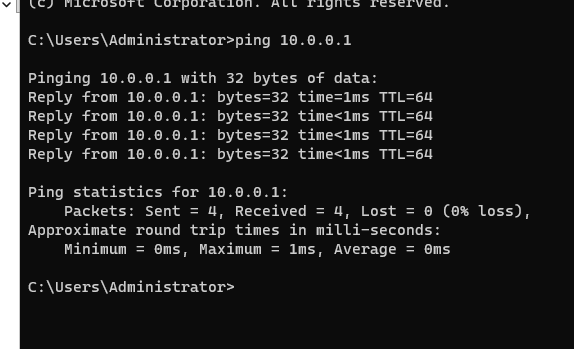 (c) Microsoft Corporation. All rights reserved.
C:\Users\Administrator>ping 10.0.0.1
Pinging 10.0.0.1 with 32 bytes of data:
Reply from 10.0.0.1: bytes=32 time=1ms TTL=64
Reply from 10.0.0.1: bytes=32 time<1ms TTL=64
Reply from 10.0.0.1: bytes=32 time<1ms TTL=64
Reply from 10.0.0.1: bytes=32 time<1ms TTL=64
Ping statistics for 10.0.0.1:
    Packets: Sent = 4, Received = 4, Lost = 0 (0% loss),
Approximate round trip times in milli-seconds:
    Minimum = 0ms, Maximum = 1ms, Average = 0ms
C:\Users\Administrator>